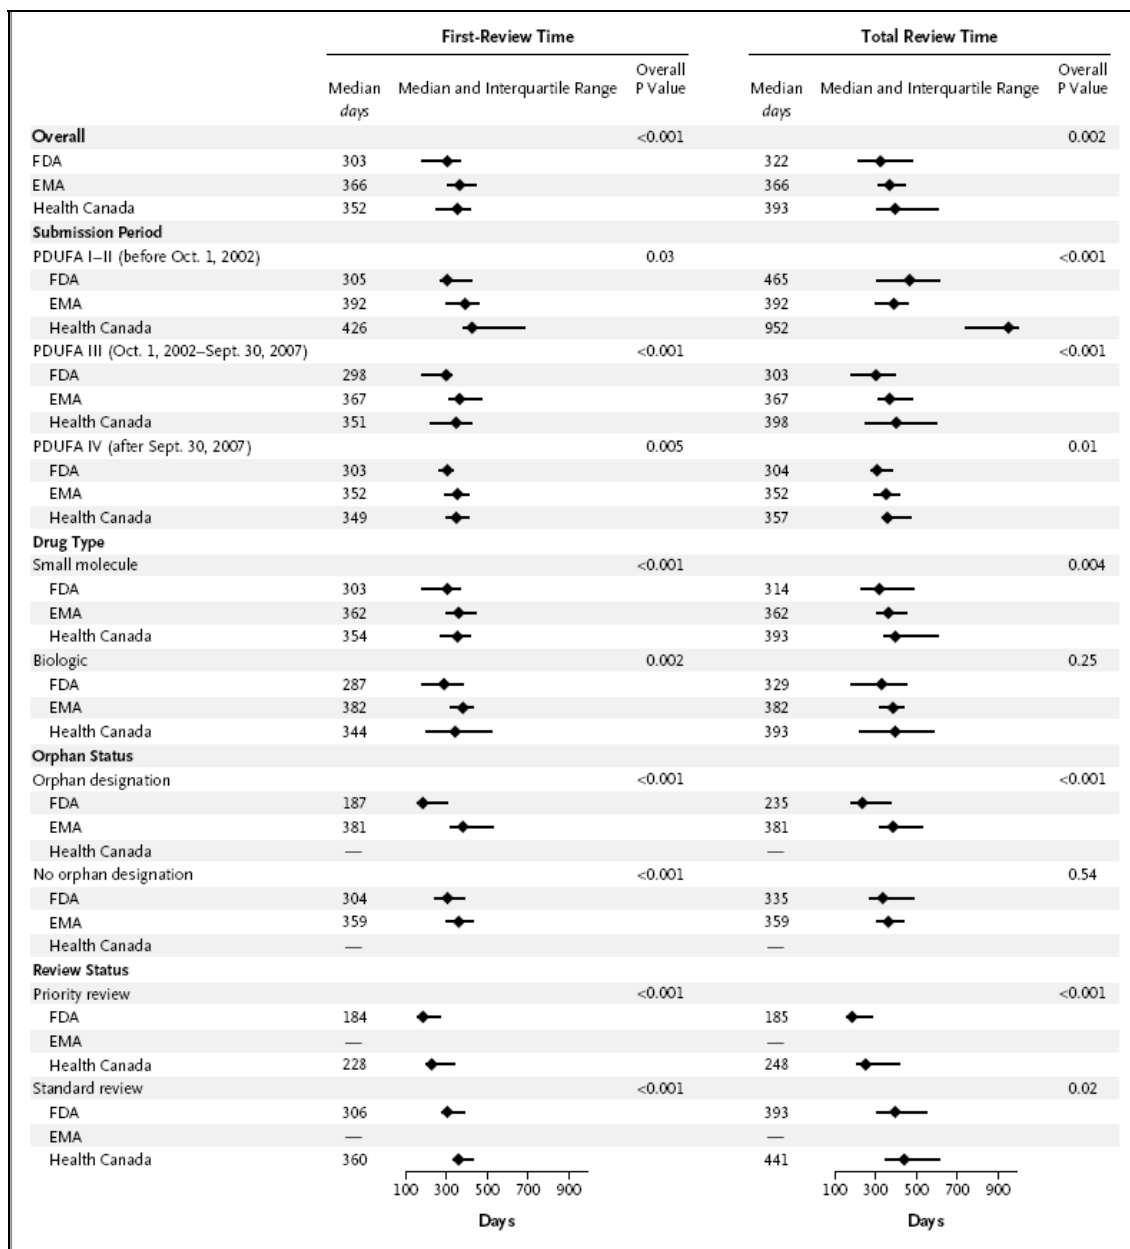 First-Review Time Total Review Time
Overall Overall
Median Median and Interquartile Range P Value Median Median and Interquartile Range P Value
days days
Overall <0.001 0.002
FDA 303 322
EMA 366 366
Health Canada 352 393
Submission Period
PDUFA I–II (before Oct. 1, 2002) 0.03 <0.001
FDA 305 465
EMA 392 392
Health Canada 426 952
PDUFA III (Oct. 1, 2002–Sept. 30, 2007) <0.001 <0.001
FDA 298 303
EMA 367 367
Health Canada 351 398
PDUFA IV (after Sept. 30, 2007) 0.005 0.01
FDA 303 304
EMA 352 352
Health Canada 349 357
Drug Type
Small molecule <0.001 0.004
FDA 303 314
EMA 362 362
Health Canada 354 393
Biologic 0.002 0.25
FDA 287 329
EMA 382 382
Health Canada 344 393
Orphan Status
Orphan designation <0.001 <0.001
FDA 187 235
EMA 381 381
Health Canada — —
No orphan designation <0.001 0.54
FDA 304 335
EMA 359 359
Health Canada — —
Review Status
Priority review <0.001 <0.001
FDA 184 185
EMA — —
Health Canada 228 248
Standard review <0.001 0.02
FDA 306 393
EMA — —
Health Canada 360 441
100 300 500 700 900 100 300 500 700 900
Days Days